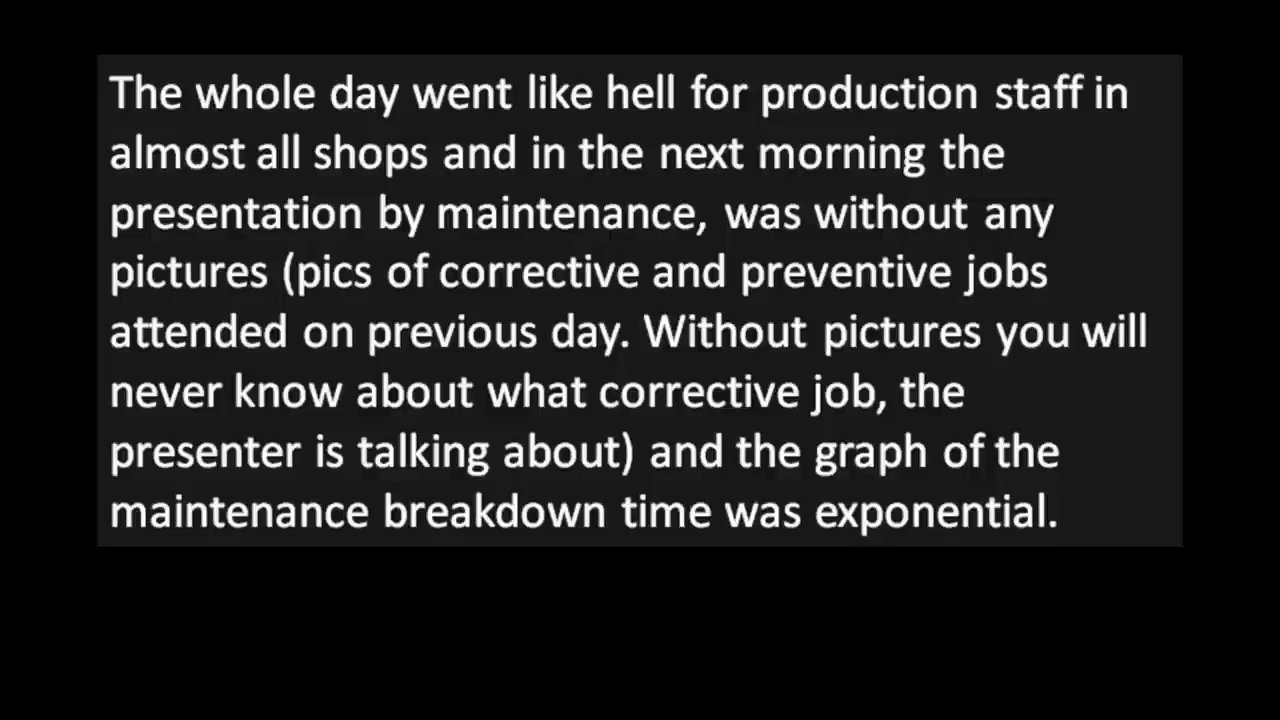 The whole day went like hell for production staff in
almost all shops and in the next morning the
presentation by maintenance, was without any
pictures (pics of corrective and preventive jobs
attended on previous day. Without pictures you will
never know about what corrective job, the
presenter is talking about) and the graph of the
maintenance breakdown time was exponential.